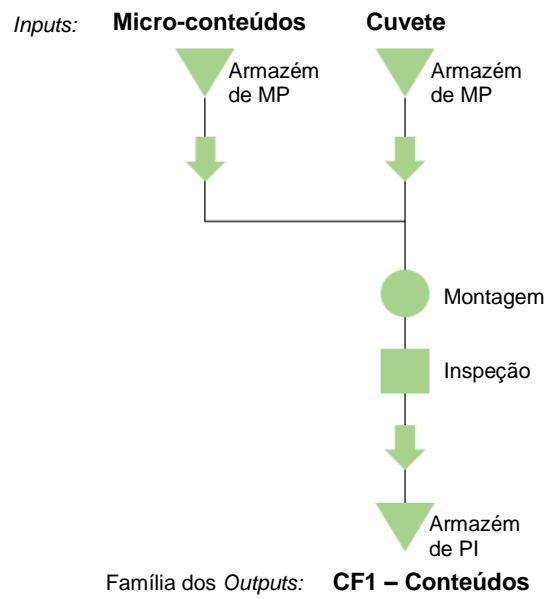 Inputs: Micro-conteúdos Cuvete
Armazém
de MP
Armazém
de MP
Montagem
Inspeção
Armazém
de PI
Família dos Outputs: CF1 – Conteúdos